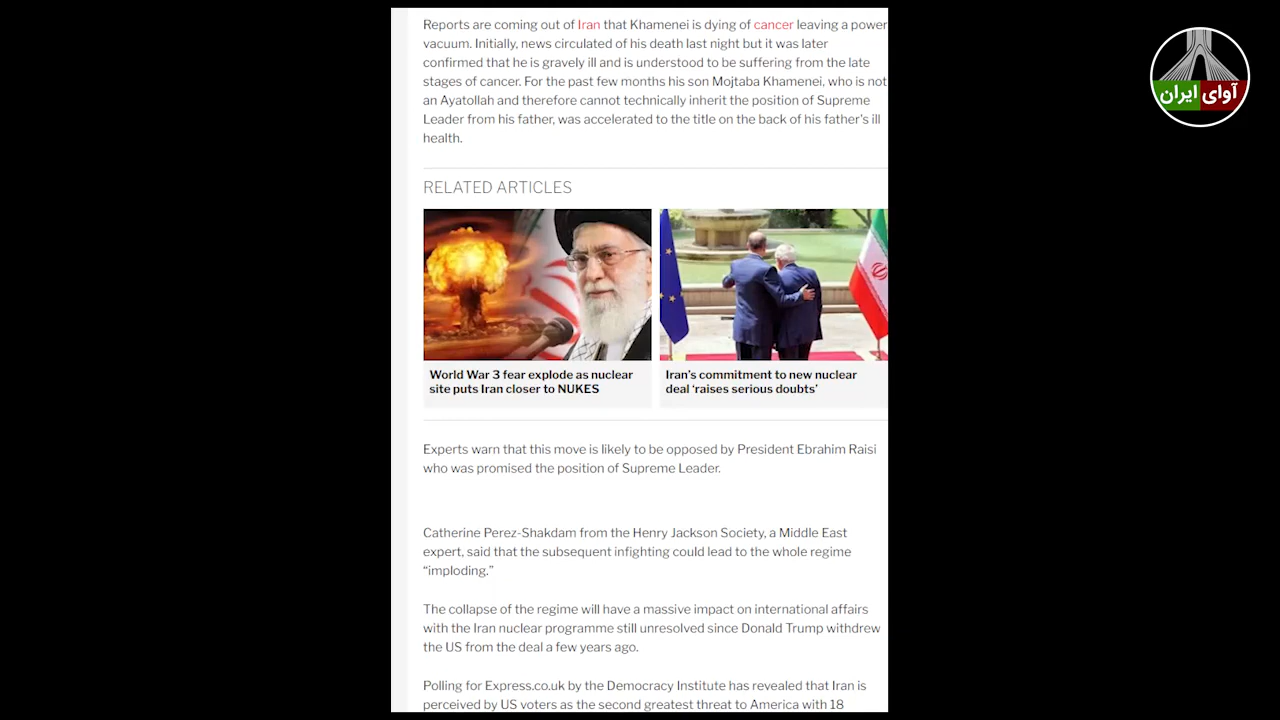 Reports are coming out of Iran that Khamenei is dying of cancer leaving a power
vacuum. Initially, news circulated of his death last night but it was later
confirmed that he is gravely ill and is understood to be suffering from the late
stages of cancer. For the past few months his son Mojtaba Khamenei, who is not
an Ayatollah and therefore cannot technically inherit the position of Supreme
Leader from his father, was accelerated to the title on the back of his father's ill
health.
RELATED ARTICLES
World War 3 fear explode as nuclear
site puts Iran closer to NUKES
Iran's commitment to new nuclear
deal 'raises serious doubts'
Experts warn that this move is likely to be opposed by President Ebrahim Raisi
who was promised the position of Supreme Leader.
Catherine Perez-Shakdam from the Henry Jackson Society, a Middle East
expert, said that the subsequent infighting could lead to the whole regime
“imploding.”
The collapse of the regime will have a massive impact on international affairs
with the Iran nuclear programme still unresolved since Donald Trump withdrew
the US from the deal a few years ago.
Polling for Express.co.uk by the Democracy Institute has revealed that Iran is
perceived by US voters as the second greatest threat to America with 18
آوای ایران